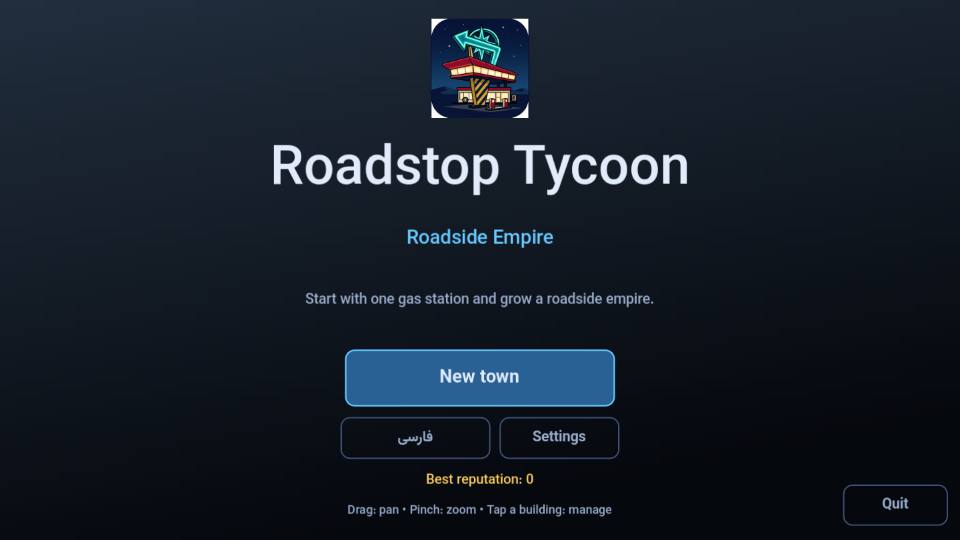 Roadstop Tycoon
Roadside Empire
Start with one gas station and grow a roadside empire.
New town
فارسی
Settings
Best reputation: 0
Drag: pan • Pinch: zoom • Tap a building: manage
Quit